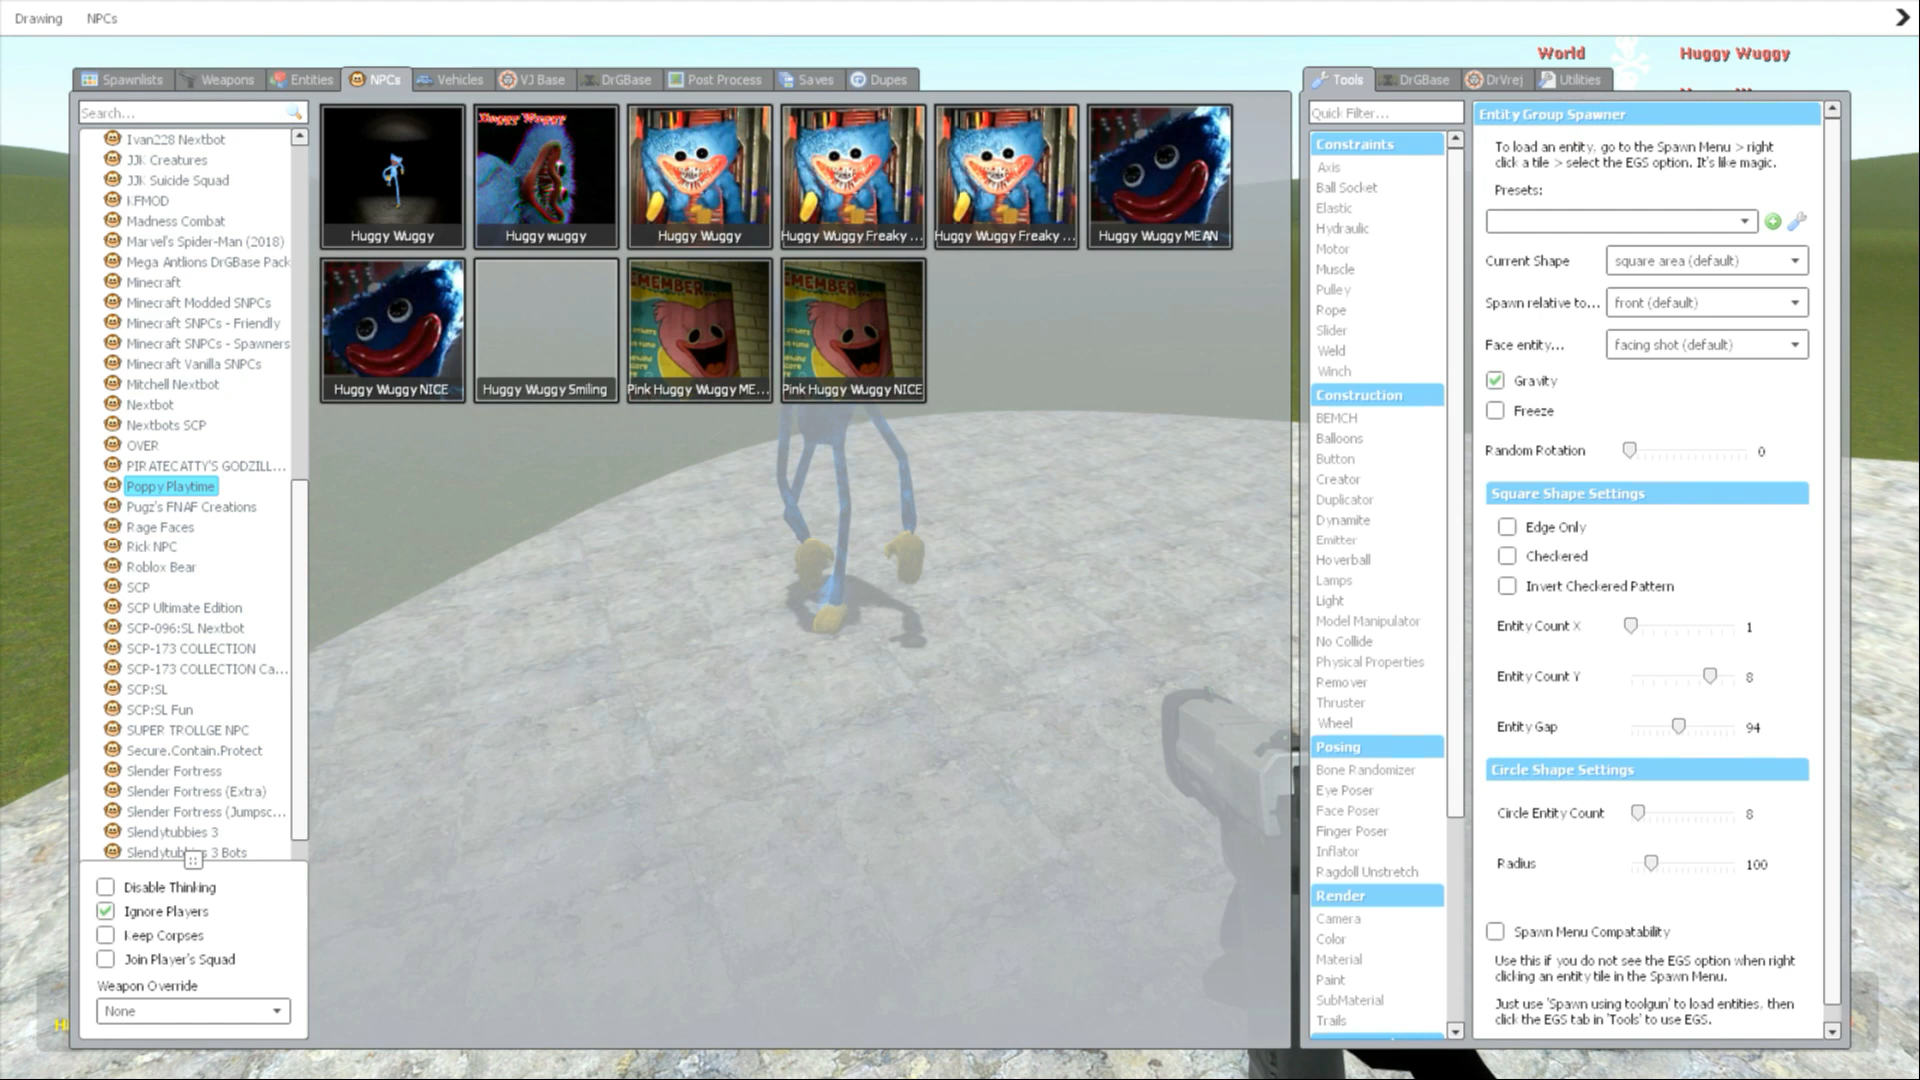 Drawing NPCs
World Huggy Wuggy
Spawnlists Weapons Entities NPCs Vehicles VJ Base DrGBase Post Process Saves Dupes
Search...
Ivan228 Nextbot
JJK Creatures
JJK Suicide Squad
KFMOD
Madness Combat
Marvel's Spider-Man (2018)
Mega Antlions DrGBase Pack
Minecraft
Minecraft Modded SNPCs
Minecraft SNPCs - Friendly
Minecraft SNPCs - Spawners
Minecraft Vanilla SNPCs
Mitchell Nextbot
Nextbot
Nextbots SCP
OVER
PIRATECATTY'S GODZILL...
Poppy Playtime
Pugz's FNAF Creations
Rage Faces
Rick NPC
Roblox Bear
SCP
SCP Ultimate Edition
SCP-096:SL Nextbot
SCP-173 COLLECTION
SCP-173 COLLECTION Ca...
SCP:SL
SCP:SL Fun
SUPER TROLLGE NPC
Secure.Contain.Protect
Slender Fortress
Slender Fortress (Extra)
Slender Fortress (Jumpsc...
Slendytubbies 3
Slendytubbies 3 Bots
Disable Thinking
Ignore Players
Keep Corpses
Join Player's Squad
Weapon Override
None
Huggy Wuggy
Huggy Wuggy Huggy wuggy Huggy Wuggy Huggy Wuggy Freaky ... Huggy Wuggy Freaky ... Huggy Wuggy MEAN
EMEMBER EMEMBER
Huggy Wuggy NICE Huggy Wuggy Smiling Pink Huggy Wuggy ME... Pink Huggy Wuggy NICE
Tools DrGBase DrVrej Utilities
Quick Filter...
Constraints
Axis
Ball Socket
Elastic
Hydraulic
Motor
Muscle
Pulley
Rope
Slider
Weld
Winch
Construction
BEMCH
Balloons
Button
Creator
Duplicator
Dynamite
Emitter
Hoverball
Lamps
Light
Model Manipulator
No Collide
Physical Properties
Remover
Thruster
Wheel
Posing
Bone Randomizer
Eye Poser
Face Poser
Finger Poser
Inflator
Ragdoll Unstretch
Render
Camera
Color
Material
Paint
SubMaterial
Trails
Entity Group Spawner
To load an entity, go to the Spawn Menu > right
click a tile > select the EGS option. It's like magic.
Presets:
Current Shape square area (default)
Spawn relative to... front (default)
Face entity... facing shot (default)
Gravity
Freeze
Random Rotation 0
Square Shape Settings
Edge Only
Checkered
Invert Checkered Pattern
Entity Count X 1
Entity Count Y 8
Entity Gap 94
Circle Shape Settings
Circle Entity Count 8
Radius 100
Spawn Menu Compatability
Use this if you do not see the EGS option when right
clicking an entity tile in the Spawn Menu.
Just use 'Spawn using toolgun' to load entities, then
click the EGS tab in 'Tools' to use EGS.